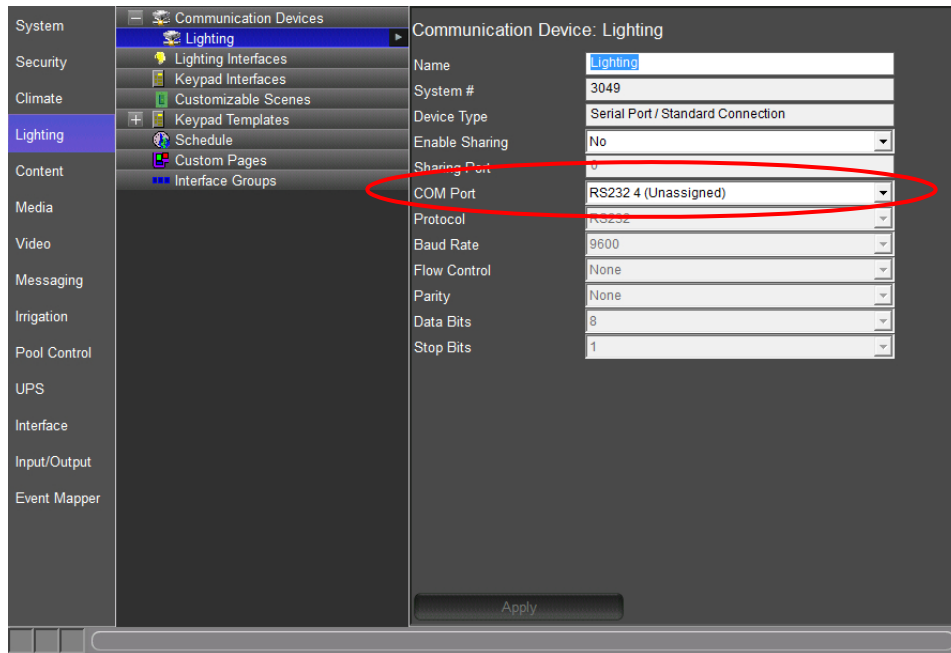 System
Security
Climate
Lighting
Content
Media
Video
Messaging
Irrigation
Pool Control
UPS
Interface
Input/Output
Event Mapper
Communication Devices
Lighting
Lighting Interfaces
Keypad Interfaces
Customizable Scenes
Keypad Templates
Schedule
Custom Pages
Interface Groups
Communication Device: Lighting
Name Lighting
System # 3049
Device Type Serial Port / Standard Connection
Enable Sharing No
Sharing Port 0
COM Port RS232 4 (Unassigned)
Protocol RS232
Baud Rate 9600
Flow Control None
Parity None
Data Bits 8
Stop Bits 1
Apply